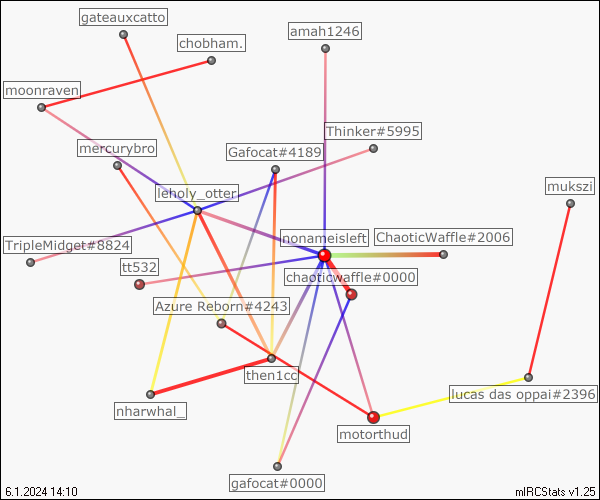 gateauxcatto
amah1246
chobham.
moonraven
Thinker#5995
mercurybro
Gafocat#4189
mukszi
leholy_otter
nonameisleft
ChaoticWaffle#2006
TripleMidget#8824
tt532
chaoticwaffle#0000
Azure Reborn#4243
then1cc
lucas das oppai#2396
nharwhal_
motorthud
gafocat#0000
6.1.2024 14:10
mIRCStats v1.25